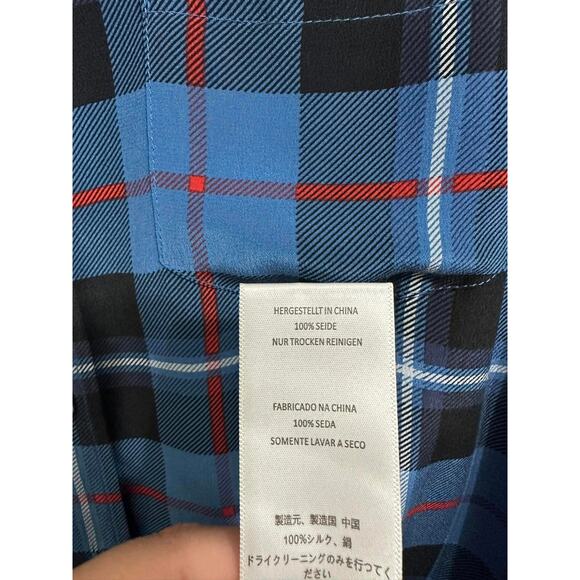 HERGESTELLT IN CHINA
100% SEIDE
NUR TROCKEN REINIGEN
FABRICADO NA CHINA
100% SEDA
SOMENTE LAVAR A SECO
製造元、製造国 中国
100%シルク、絹
ドライクリーニングのみを行つてく
ださい